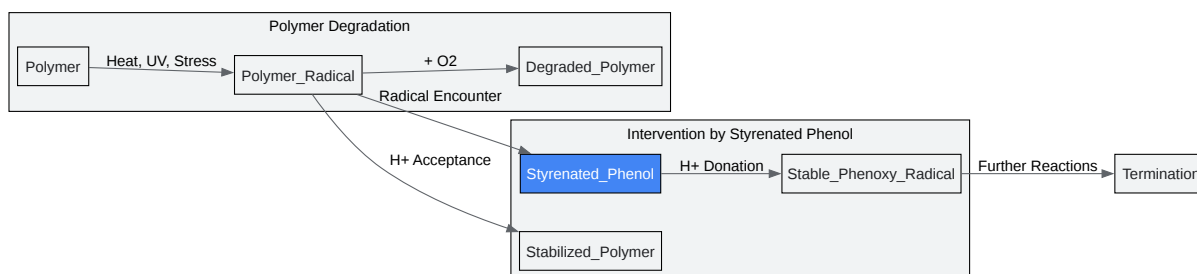 Polymer Degradation
Polymer
Heat, UV, Stress
Polymer_Radical
+ O2
Degraded_Polymer
Radical Encounter
H+ Acceptance
Intervention by Styrenated Phenol
Styrenated_Phenol
H+ Donation
Stable_Phenoxy_Radical
Further Reactions
Termination
Stabilized_Polymer